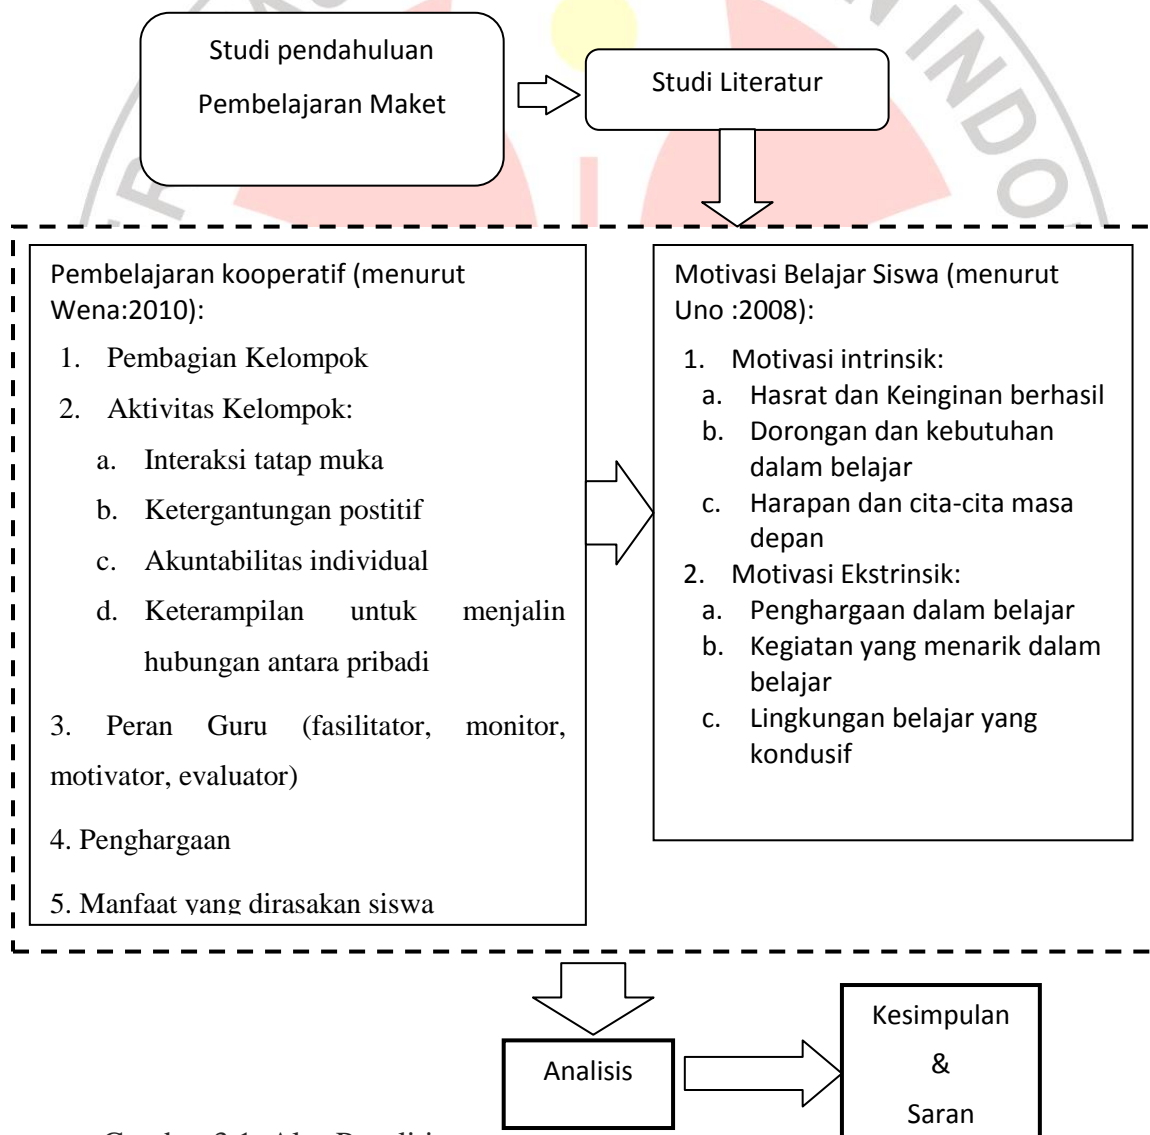 Studi pendahuluan
Pembelajaran Maket
Studi Literatur
Pembelajaran kooperatif (menurut
Wena:2010):
1. Pembagian Kelompok
2. Aktivitas Kelompok:
a. Interaksi tatap muka
b. Ketergantungan postitif
c. Akuntabilitas individual
d. Keterampilan untuk menjalin
hubungan antara pribadi
3. Peran Guru (fasilitator, monitor,
motivator, evaluator)
4. Penghargaan
5. Manfaat yang dirasakan siswa
Motivasi Belajar Siswa (menurut
Uno :2008):
1. Motivasi intrinsik:
a. Hasrat dan Keinginan berhasil
b. Dorongan dan kebutuhan
dalam belajar
c. Harapan dan cita-cita masa
depan
2. Motivasi Ekstrinsik:
a. Penghargaan dalam belajar
b. Kegiatan yang menarik dalam
belajar
c. Lingkungan belajar yang
kondusif
Analisis
Kesimpulan
&
Saran